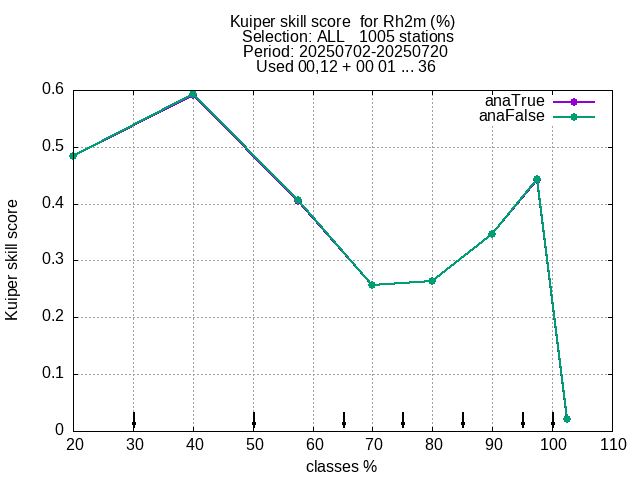 Kuiper skill score  for Rh2m (%)
Selection: ALL   1005 stations
Period: 20250702-20250720
Used 00,12 + 00 01 ... 36
anaTrue
anaFalse
Kuiper skill score
0.6
0.5
0.4
0.3
0.2
0.1
0
20 30 40 50 60 70 80 90 100 110
classes %